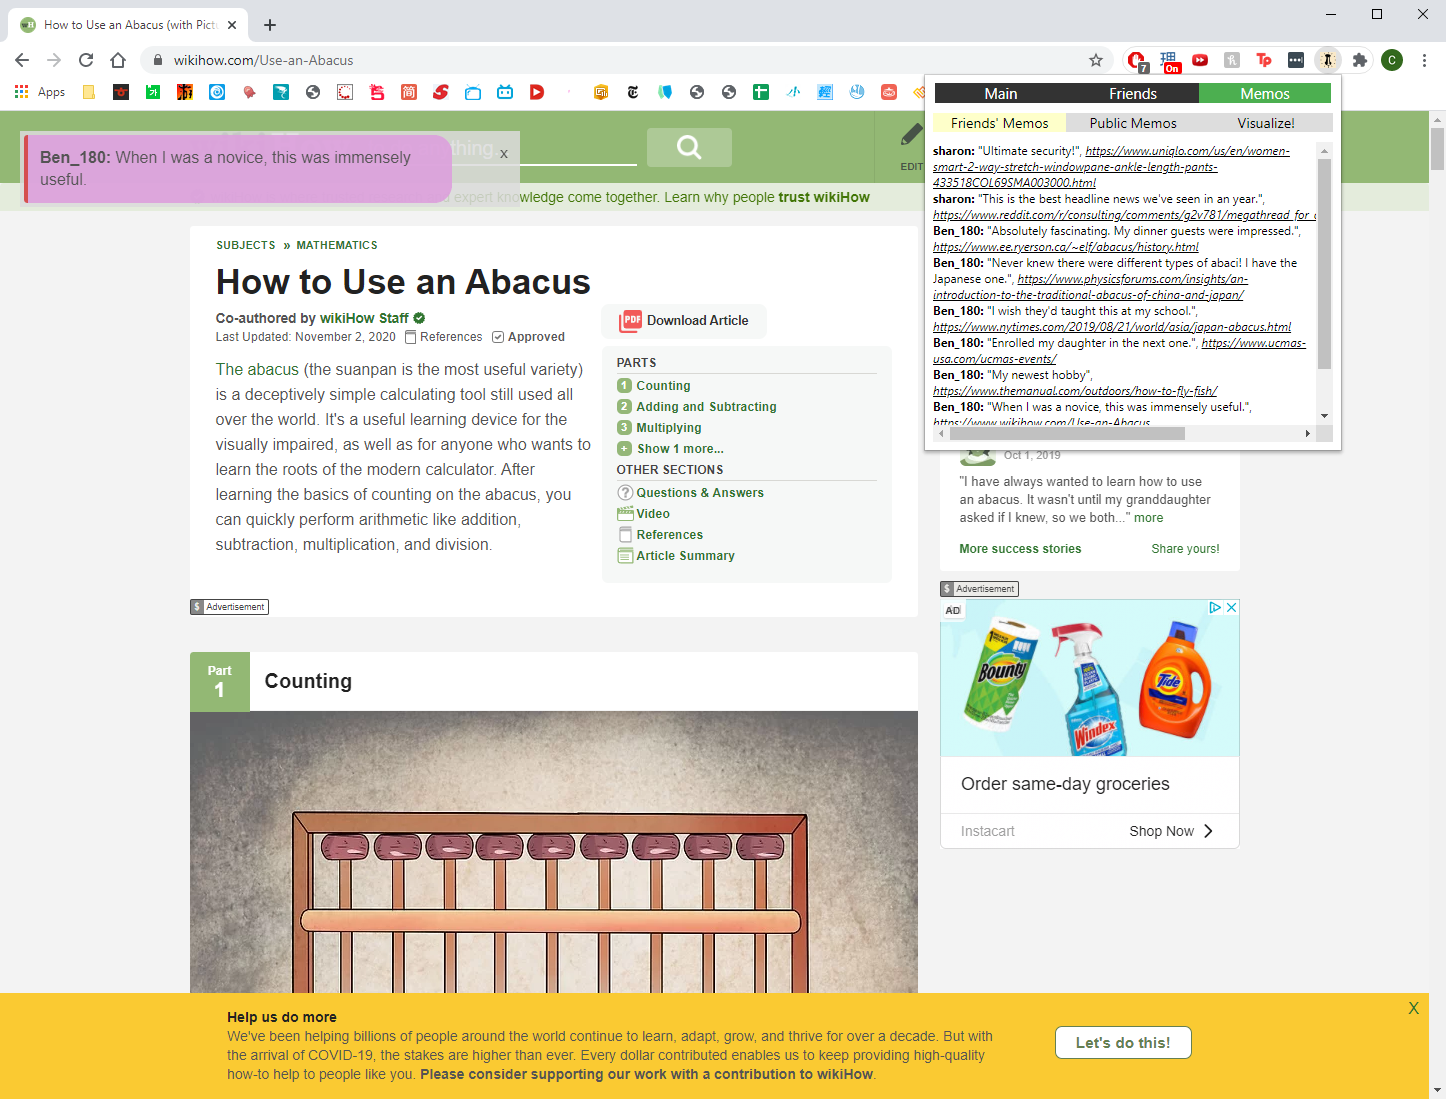 How to Use an Abacus (with Pict
wikihow.com/Use-an-Abacus
7
On
Tp
C
Apps
Main Friends Memos
Friends' Memos Public Memos Visualize!
sharon: "Ultimate security!", https://www.uniqlo.com/us/en/women-
smart-2-way-stretch-windowpane-ankle-length-pants-
433518COL69SMA003000.html
sharon: "This is the best headline news we've seen in an year.",
https://www.reddit.com/r/consulting/comments/g2v781/megathread_for_
Ben_180: "Absolutely fascinating. My dinner guests were impressed.",
https://www.ee.ryerson.ca/~elf/abacus/history.html
Ben_180: "Never knew there were different types of abaci! I have the
Japanese one.", https://www.physicsforums.com/insights/an-
introduction-to-the-traditional-abacus-of-china-and-japan/
Ben_180: "I wish they'd taught this at my school.",
https://www.nytimes.com/2019/08/21/world/asia/japan-abacus.html
Ben_180: "Enrolled my daughter in the next one.", https://www.ucmas-
usa.com/ucmas-events/
Ben_180: "My newest hobby",
https://www.themanual.com/outdoors/how-to-fly-fish/
Ben_180: "When I was a novice, this was immensely useful.",
https://www.wikihow.com/Use-an-Abacus
Ben_180: When I was a novice, this was immensely
useful.
x
thing.
EDIT
expert knowledge come together. Learn why people trust wikiHow
SUBJECTS » MATHEMATICS
How to Use an Abacus
Co-authored by wikiHow Staff
Last Updated: November 2, 2020 References Approved
The abacus (the suanpan is the most useful variety)
is a deceptively simple calculating tool still used all
over the world. It's a useful learning device for the
visually impaired, as well as for anyone who wants to
learn the roots of the modern calculator. After
learning the basics of counting on the abacus, you
can quickly perform arithmetic like addition,
subtraction, multiplication, and division.
PDF Download Article
PARTS
1 Counting
2 Adding and Subtracting
3 Multiplying
+ Show 1 more...
OTHER SECTIONS
? Questions & Answers
Video
References
Article Summary
$ Advertisement
Oct 1, 2019
"I have always wanted to learn how to use
an abacus. It wasn't until my granddaughter
asked if I knew, so we both..." more
More success stories Share yours!
$ Advertisement
AD
Bounty
Windex
Tide
Order same-day groceries
Instacart Shop Now
Part
1
Counting
Help us do more
We've been helping billions of people around the world continue to learn, adapt, grow, and thrive for over a decade. But with
the arrival of COVID-19, the stakes are higher than ever. Every dollar contributed enables us to keep providing high-quality
how-to help to people like you. Please consider supporting our work with a contribution to wikiHow.
Let's do this!
X